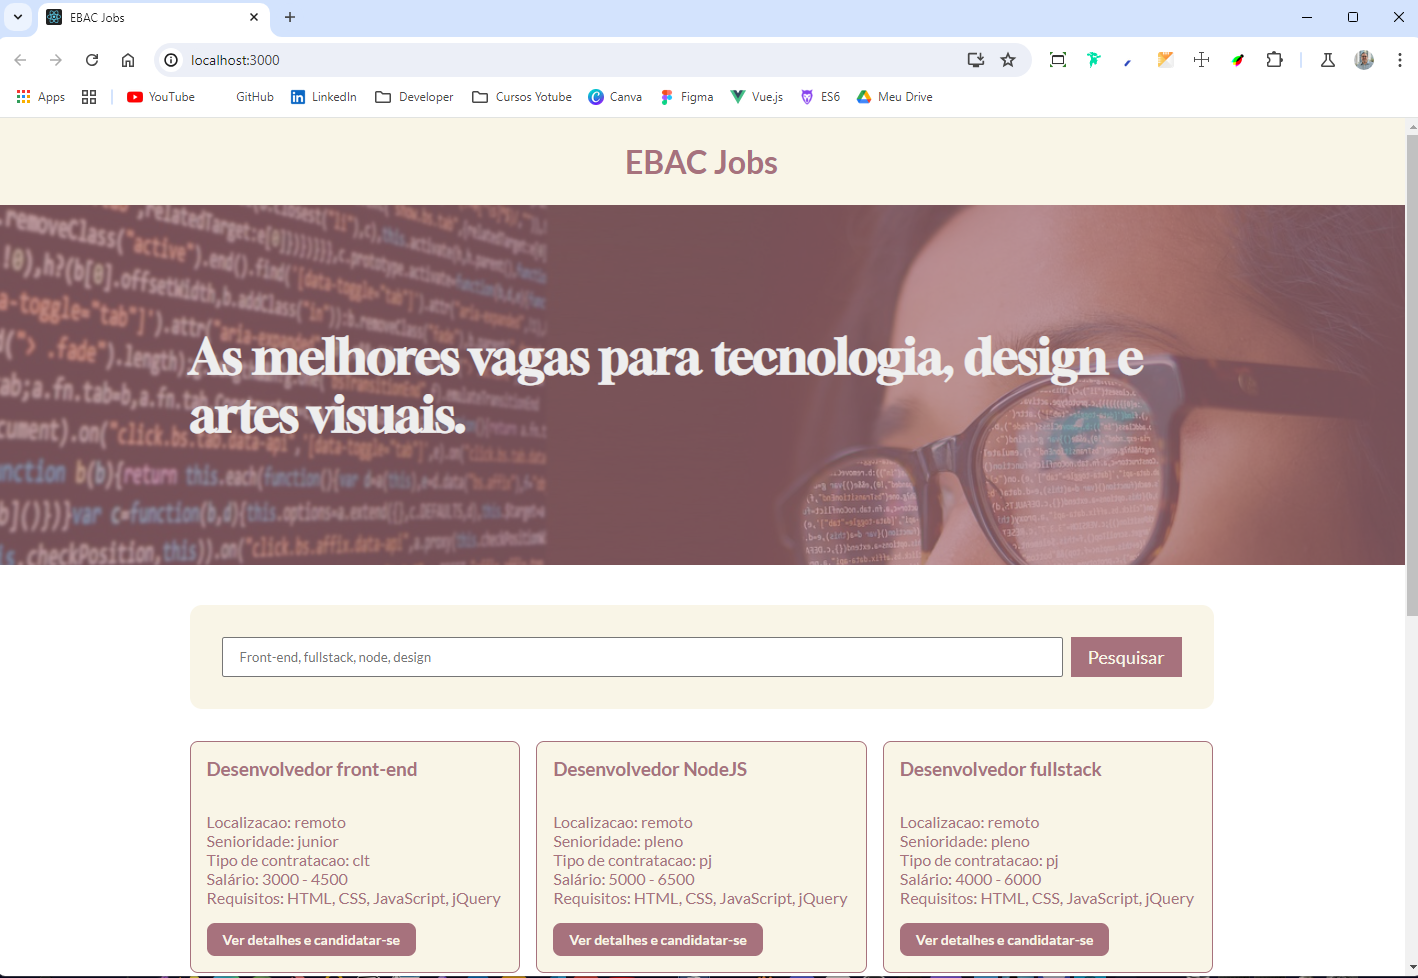 EBAC Jobs
localhost:3000
Apps
YouTube
GitHub
LinkedIn
Developer
Cursos Yotube
Canva
Figma
Vue.js
ES6
Meu Drive
EBAC Jobs
As melhores vagas para tecnologia, design e
artes visuais.
Front-end, fullstack, node, design
Pesquisar
Desenvolvedor front-end
Localizacao: remoto
Senioridade: junior
Tipo de contratacao: clt
Salário: 3000 - 4500
Requisitos: HTML, CSS, JavaScript, jQuery
Ver detalhes e candidatar-se
Desenvolvedor NodeJS
Localizacao: remoto
Senioridade: pleno
Tipo de contratacao: pj
Salário: 5000 - 6500
Requisitos: HTML, CSS, JavaScript, jQuery
Ver detalhes e candidatar-se
Desenvolvedor fullstack
Localizacao: remoto
Senioridade: pleno
Tipo de contratacao: pj
Salário: 4000 - 6000
Requisitos: HTML, CSS, JavaScript, jQuery
Ver detalhes e candidatar-se